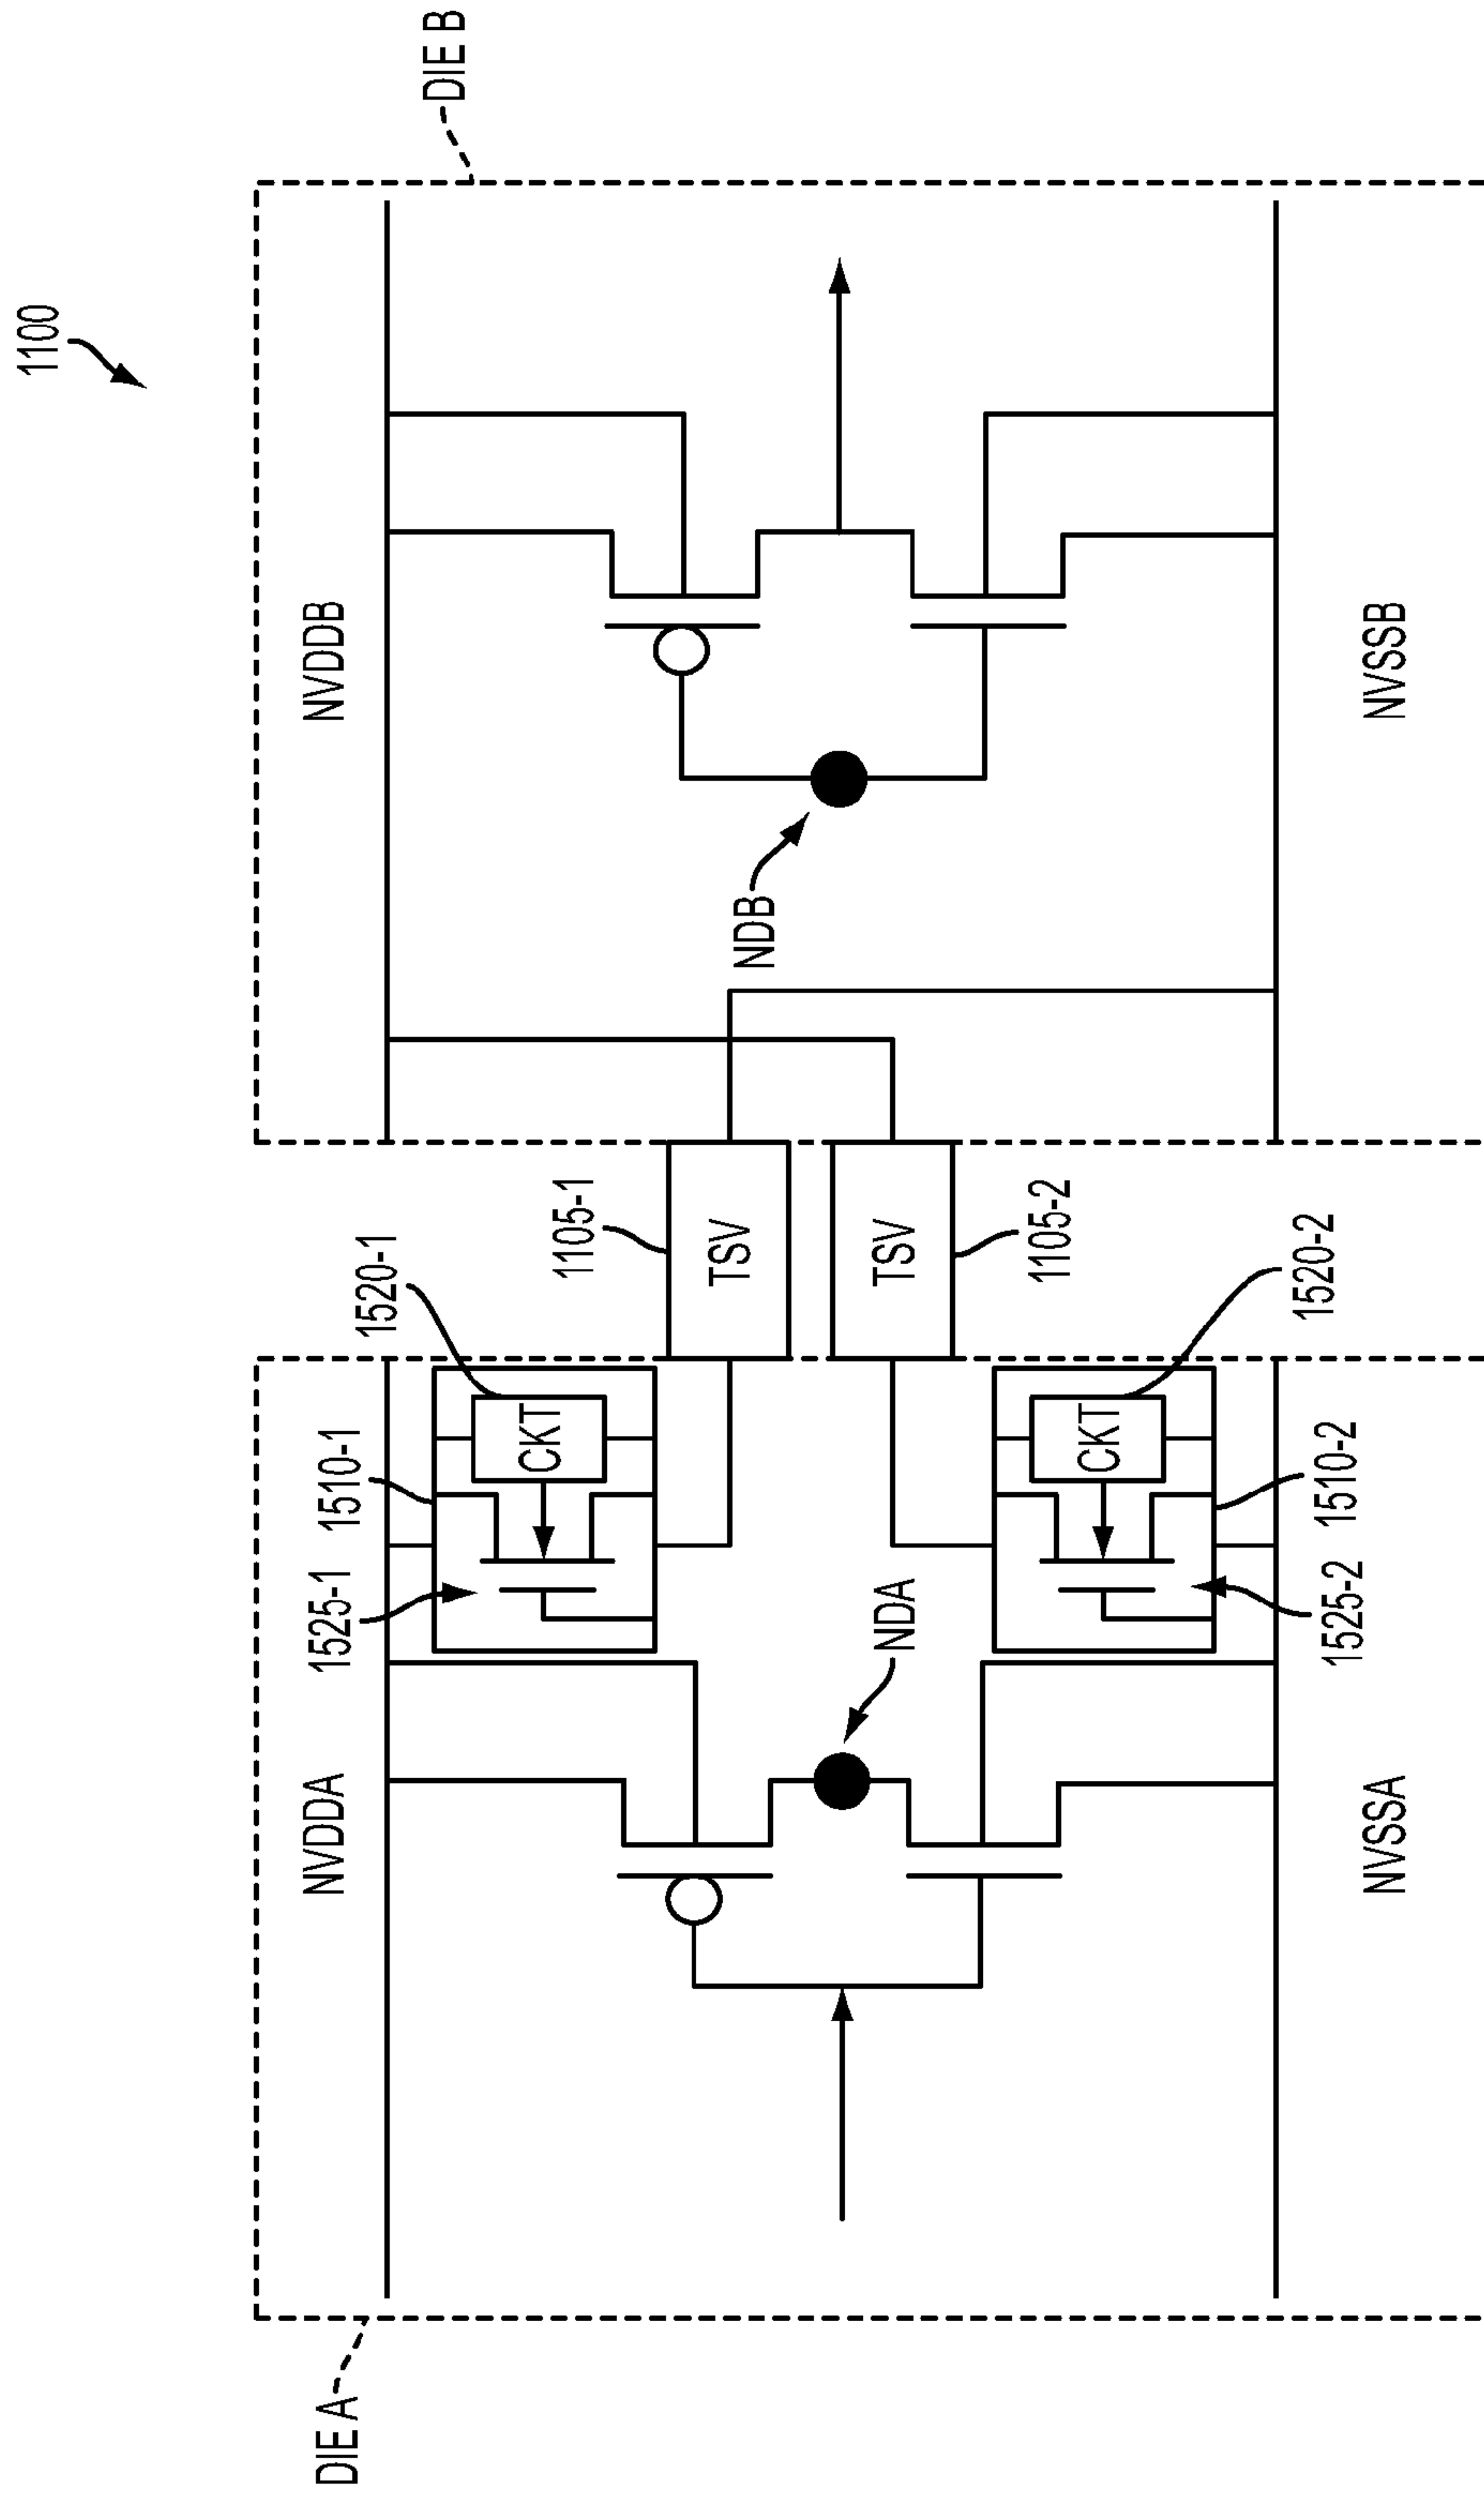 1100
DIE A
DIE B
NVDDA
NVDDB
1525-1
1510-1
1520-1
CKT
1105-1
TSV
NDB
TSV
1105-2
NDA
CKT
1520-2
1510-2
1525-2
NVSSA
NVSSB